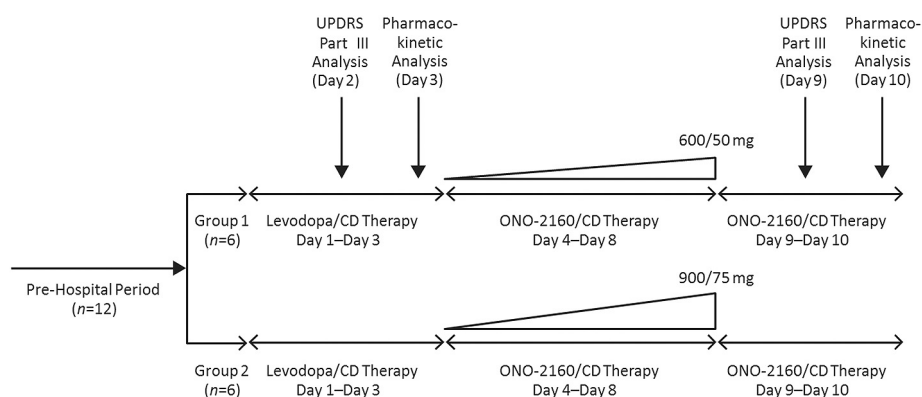 UPDRS
Part III
Analysis
(Day 2)
Pharmaco-
kinetic
Analysis
(Day 3)
UPDRS
Part III
Analysis
(Day 9)
Pharmaco-
kinetic
Analysis
(Day 10)
600/50 mg
Group 1
(n=6)
Levodopa/CD Therapy
Day 1–Day 3
ONO-2160/CD Therapy
Day 4–Day 8
ONO-2160/CD Therapy
Day 9–Day 10
Pre-Hospital Period
(n=12)
900/75 mg
Group 2
(n=6)
Levodopa/CD Therapy
Day 1–Day 3
ONO-2160/CD Therapy
Day 4–Day 8
ONO-2160/CD Therapy
Day 9–Day 10